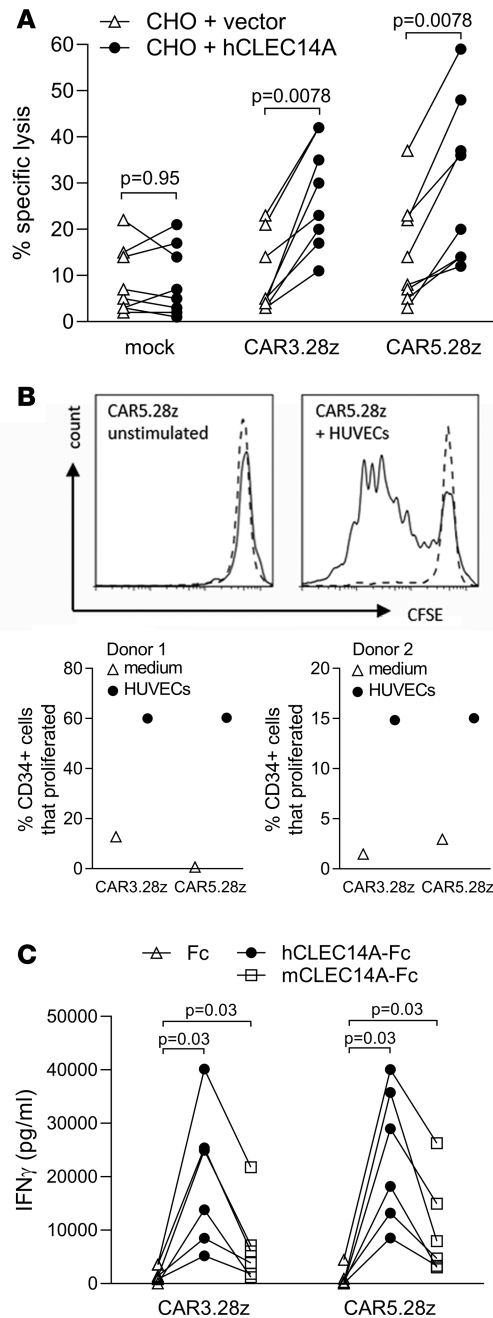 A
CHO + vector
CHO + hCLEC14A
p=0.0078
p=0.0078
p=0.95
% specific lysis
60
50
40
30
20
10
0
mock CAR3.28z CAR5.28z
B
count
CAR5.28z
unstimulated
CAR5.28z
+ HUVECs
CFSE
Donor 1
medium
HUVECs
% CD34+ cells
that proliferated
80
60
40
20
0
CAR3.28z CAR5.28z
Donor 2
medium
HUVECs
% CD34+ cells
that proliferated
20
15
10
5
0
CAR3.28z CAR5.28z
C
Fc hCLEC14A-Fc
mCLEC14A-Fc
p=0.03
p=0.03
p=0.03
p=0.03
IFNγ (pg/ml)
50000
40000
30000
20000
10000
0
CAR3.28z CAR5.28z